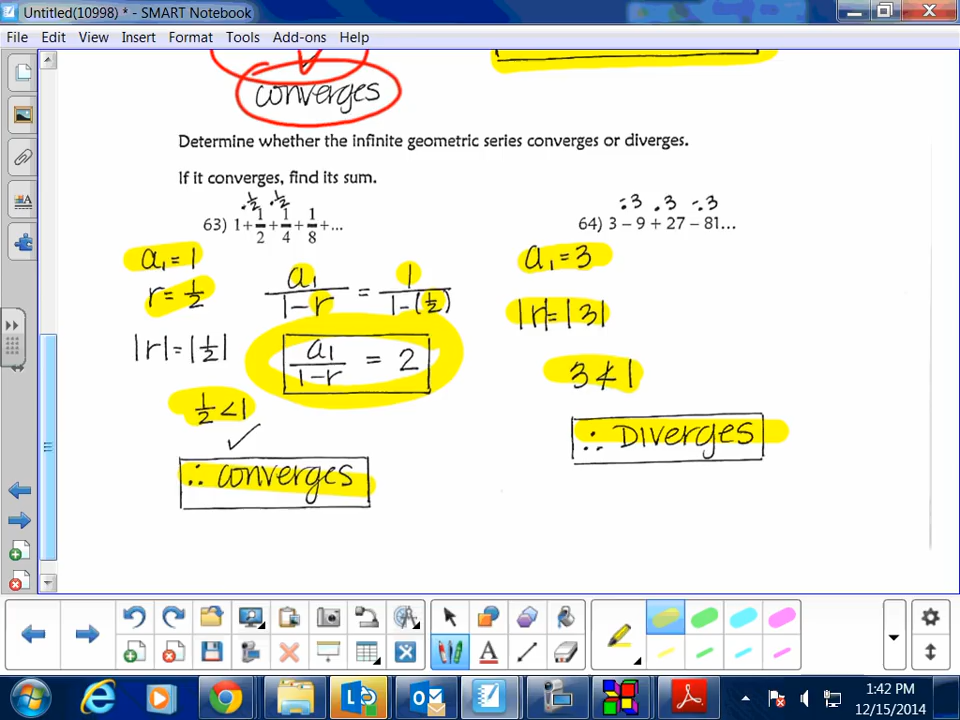 Untitled(10998) * - SMART Notebook
File Edit View Insert Format Tools Add-ons Help
converges
Determine whether the infinite geometric series converges or diverges.
If it converges, find its sum.
·1/2 ·1/2
63) 1+1/2+1/4+1/8+...
a₁=1
r=1/2
a₁/(1-r) = 1/(1-(1/2))
|r|=|1/2|
a₁/(1-r) = 2
1/2<1
✓
∴ converges
·-3 ·-3 ·-3
64) 3 – 9 + 27 – 81...
a₁=3
|r|=|3|
3≮1
∴ Diverges
A
1:42 PM
12/15/2014